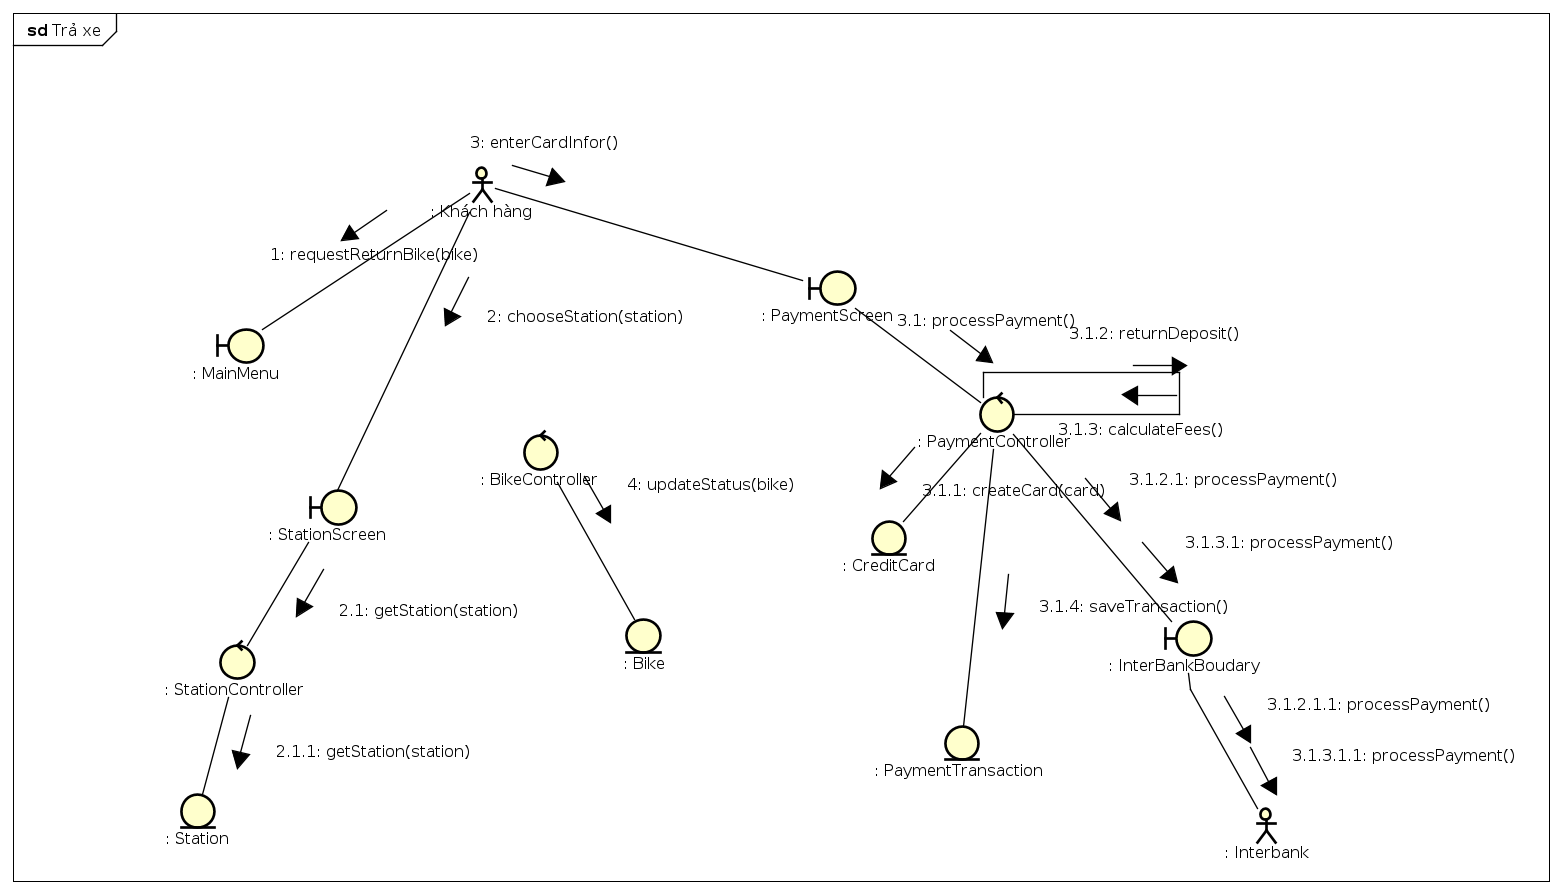 sd Trả xe
3: enterCardInfor()
: Khách hàng
1: requestReturnBike(bike)
2: chooseStation(station)
: PaymentScreen
3.1: processPayment()
3.1.2: returnDeposit()
: MainMenu
3.1.3: calculateFees()
: PaymentController
: BikeController
4: updateStatus(bike)
3.1.1: createCard(card)
3.1.2.1: processPayment()
: StationScreen
3.1.3.1: processPayment()
: CreditCard
2.1: getStation(station)
3.1.4: saveTransaction()
: Bike
: InterBankBoudary
: StationController
3.1.2.1.1: processPayment()
2.1.1: getStation(station)
3.1.3.1.1: processPayment()
: PaymentTransaction
: Station
: Interbank